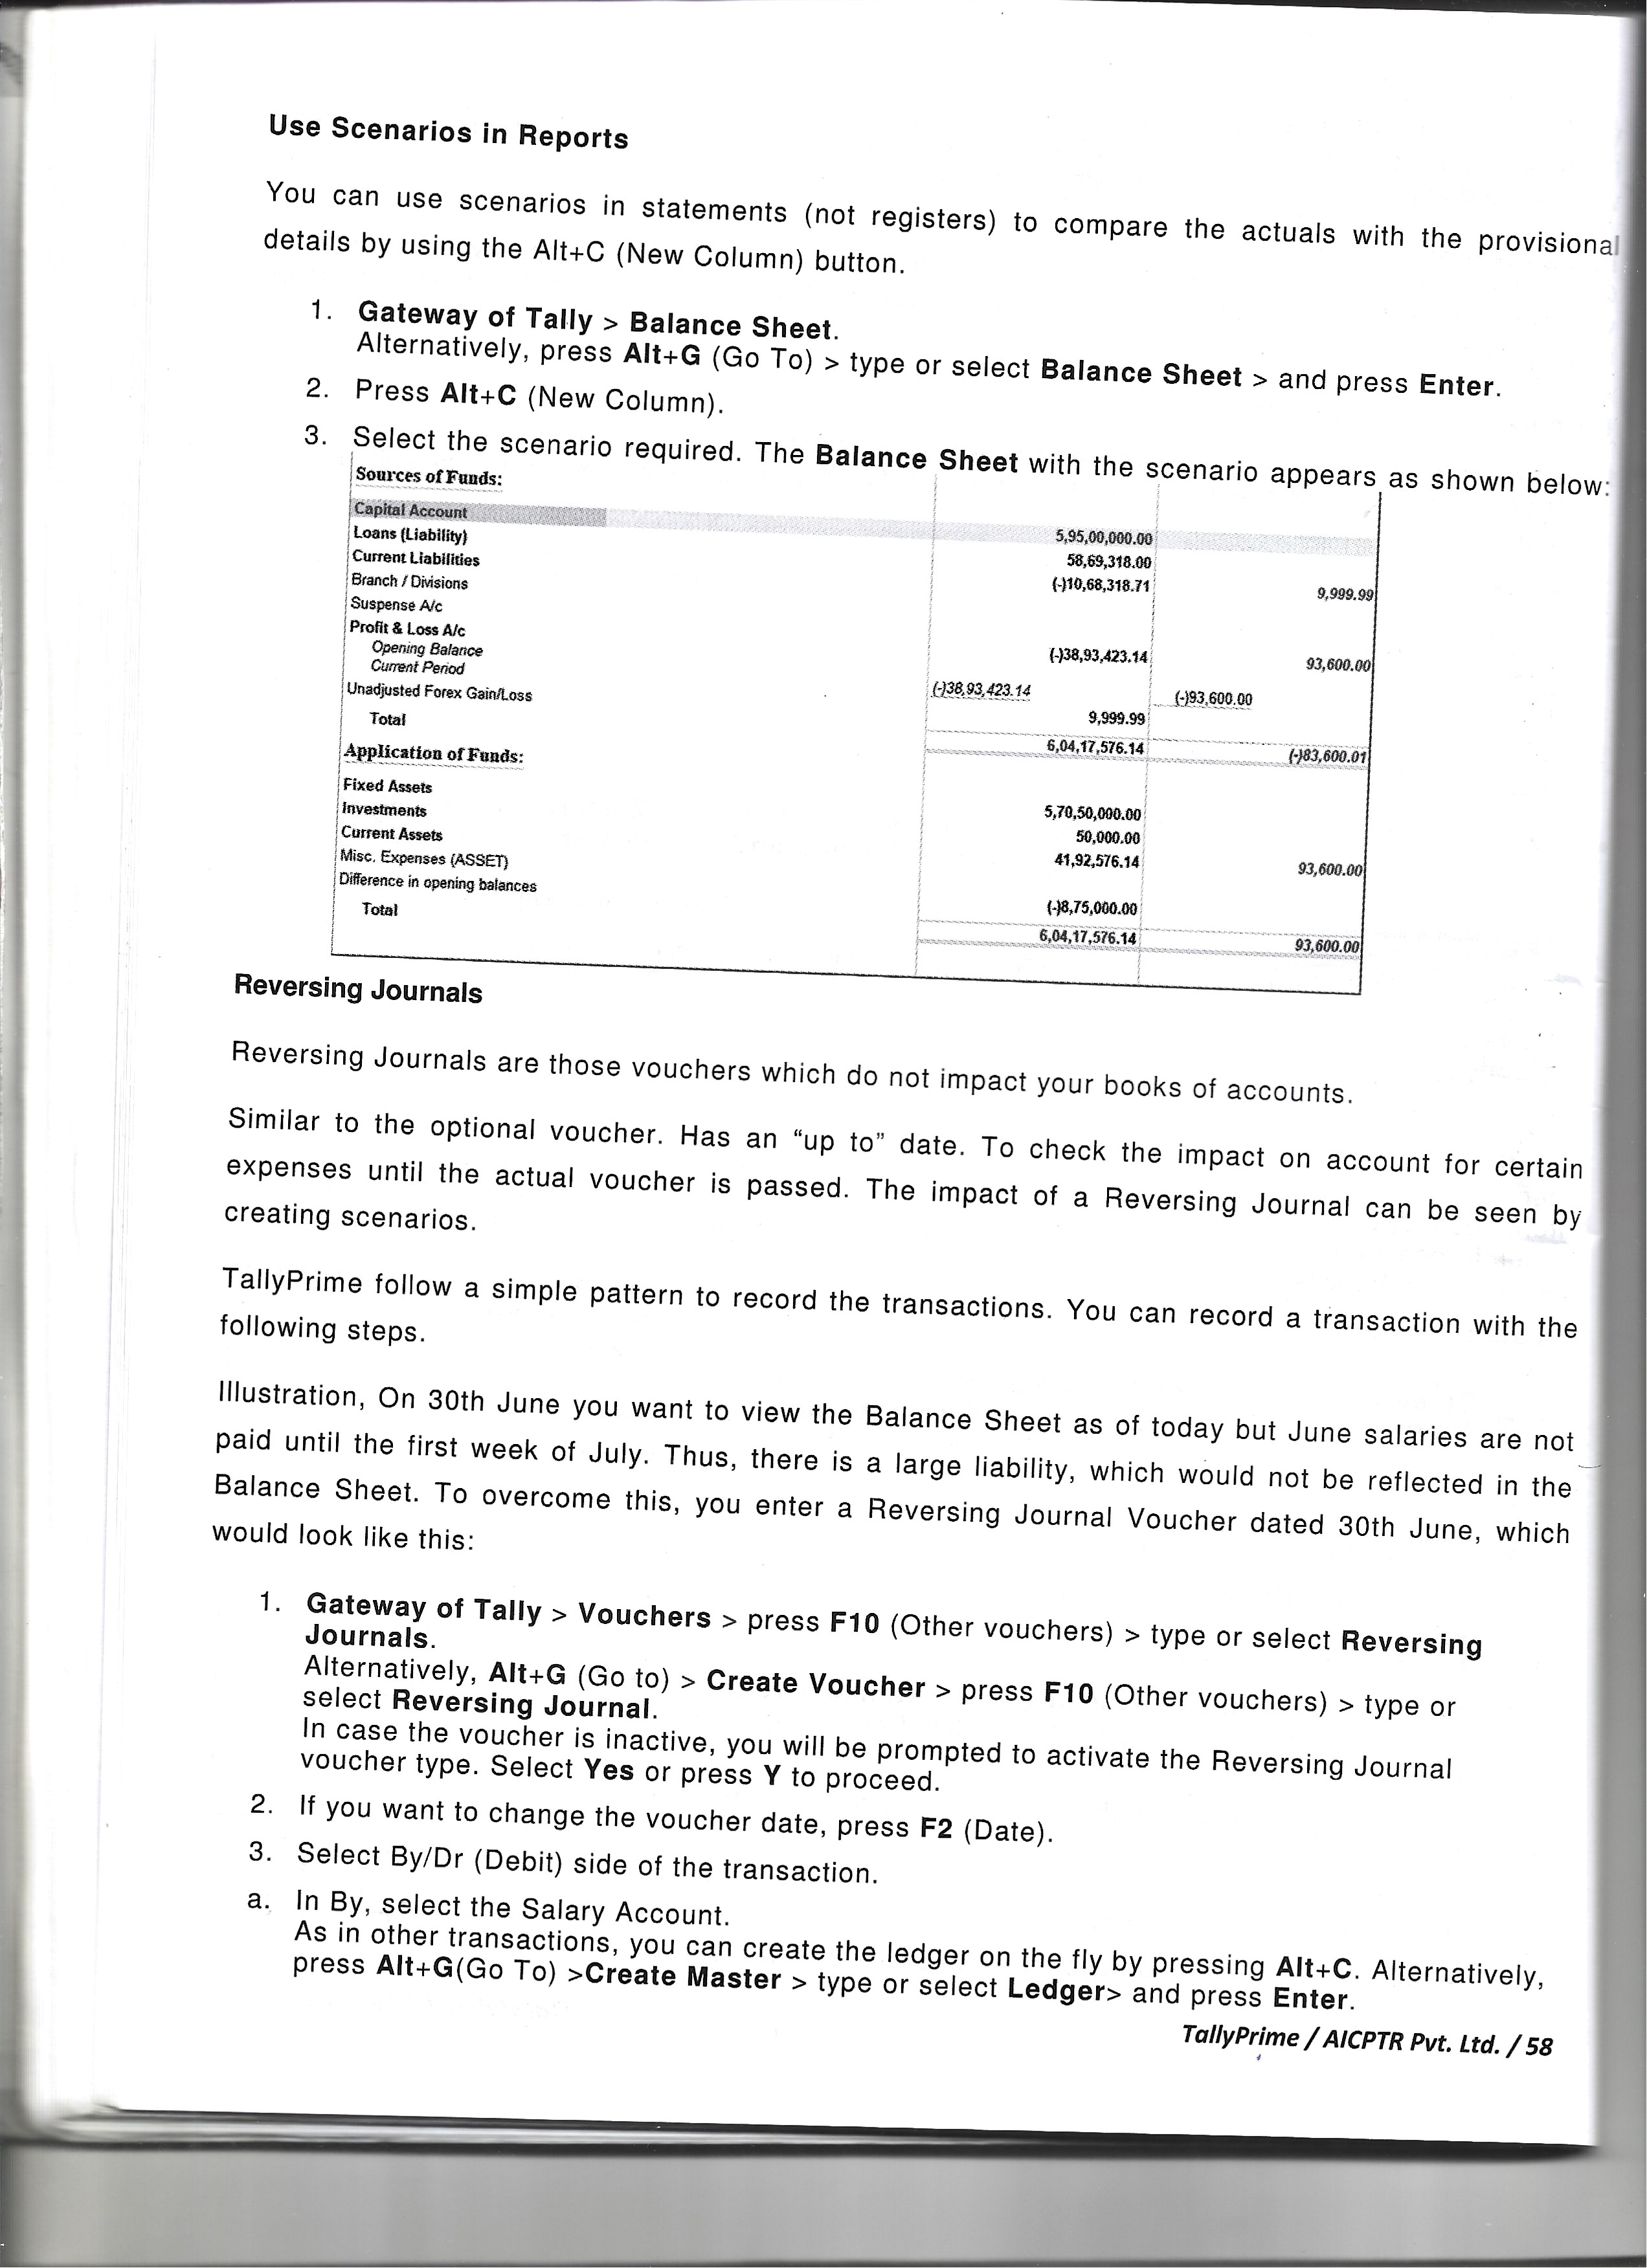 Use Scenarios in Reports
You can use scenarios in statements (not registers) to compare the actuals with the provisional
details by using the Alt+C (New Column) button.
1. Gateway of Tally > Balance Sheet.
Alternatively, press Alt+G (Go To) > type or select Balance Sheet > and press Enter.
2. Press Alt+C (New Column).
3. Select the scenario required. The Balance Sheet with the scenario appears as shown below:
Sources of Funds:
Capital Account 5,95,00,000.00
Loans (Liability) 58,69,318.00
Current Liabilities (-)10,68,318.71 9,999.99
Branch / Divisions
Suspense A/c
Profit & Loss A/c (-)38,93,423.14 93,600.00
Opening Balance
Current Period (-)38,93,423.14 (-)93,600.00
Unadjusted Forex Gain/Loss 9,999.99
Total 6,04,17,576.14 (-)83,600.01
Application of Funds:
Fixed Assets 5,70,50,000.00
Investments 50,000.00
Current Assets 41,92,576.14 93,600.00
Misc. Expenses (ASSET)
Difference in opening balances (-)8,75,000.00
Total 6,04,17,576.14 93,600.00
Reversing Journals
Reversing Journals are those vouchers which do not impact your books of accounts.
Similar to the optional voucher. Has an “up to” date. To check the impact on account for certain
expenses until the actual voucher is passed. The impact of a Reversing Journal can be seen by
creating scenarios.
TallyPrime follow a simple pattern to record the transactions. You can record a transaction with the
following steps.
Illustration, On 30th June you want to view the Balance Sheet as of today but June salaries are not
paid until the first week of July. Thus, there is a large liability, which would not be reflected in the
Balance Sheet. To overcome this, you enter a Reversing Journal Voucher dated 30th June, which
would look like this:
1. Gateway of Tally > Vouchers > press F10 (Other vouchers) > type or select Reversing
Journals.
Alternatively, Alt+G (Go to) > Create Voucher > press F10 (Other vouchers) > type or
select Reversing Journal.
In case the voucher is inactive, you will be prompted to activate the Reversing Journal
voucher type. Select Yes or press Y to proceed.
2. If you want to change the voucher date, press F2 (Date).
3. Select By/Dr (Debit) side of the transaction.
a. In By, select the Salary Account.
As in other transactions, you can create the ledger on the fly by pressing Alt+C. Alternatively,
press Alt+G(Go To) >Create Master > type or select Ledger> and press Enter.
TallyPrime / AICPTR Pvt. Ltd. / 58